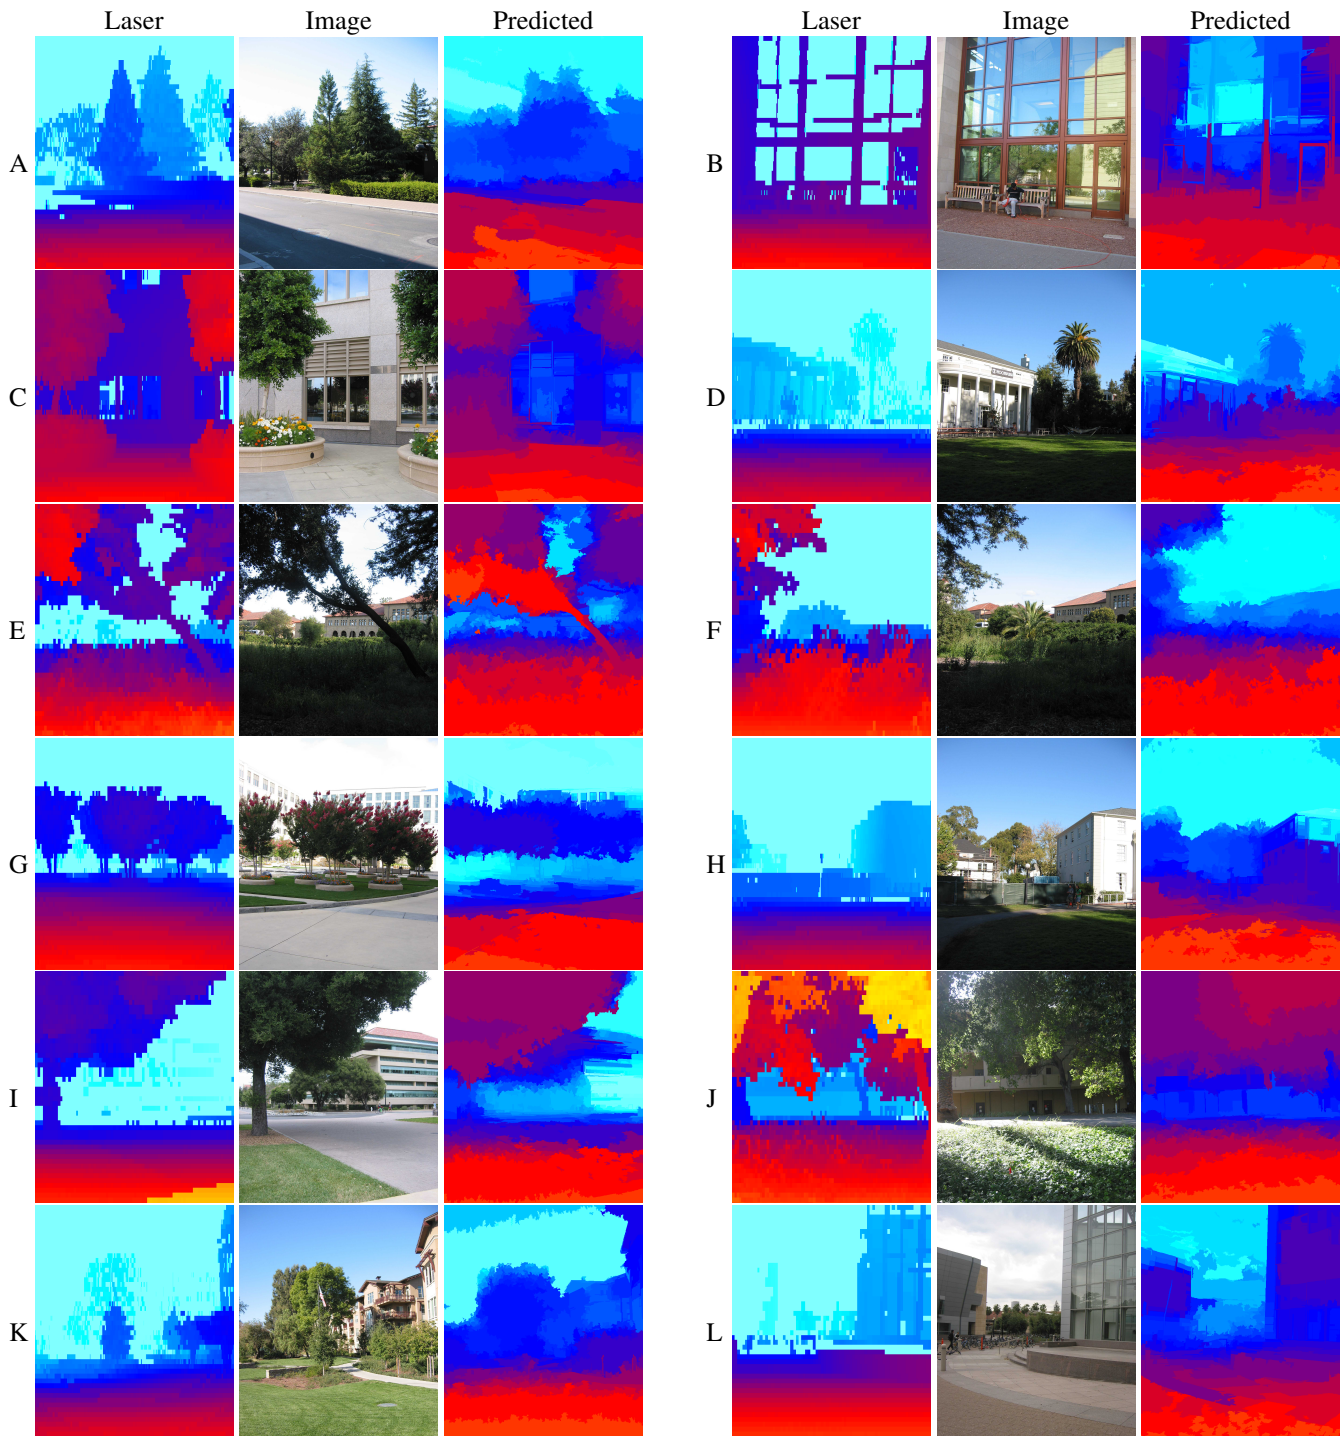 Laser Image Predicted Laser Image Predicted
A B
C D
E F
G H
I J
K L